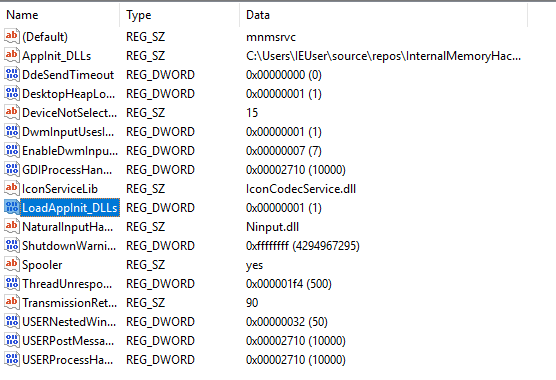 Name Type Data
(Default) REG_SZ mnmsrvc
AppInit_DLLs REG_SZ C:\Users\IEUser\source\repos\InternalMemoryHac...
DdeSendTimeout REG_DWORD 0x00000000 (0)
DesktopHeapLo... REG_DWORD 0x00000001 (1)
DeviceNotSelect... REG_SZ 15
DwmInputUsesI... REG_DWORD 0x00000001 (1)
EnableDwmInpu... REG_DWORD 0x00000007 (7)
GDIProcessHan... REG_DWORD 0x00002710 (10000)
IconServiceLib REG_SZ IconCodecService.dll
LoadAppInit_DLLs REG_DWORD 0x00000001 (1)
NaturalInputHa... REG_SZ Ninput.dll
ShutdownWarni... REG_DWORD 0xffffffff (4294967295)
Spooler REG_SZ yes
ThreadUnrespo... REG_DWORD 0x000001f4 (500)
TransmissionRet... REG_SZ 90
USERNestedWin... REG_DWORD 0x00000032 (50)
USERPostMessa... REG_DWORD 0x00002710 (10000)
USERProcessHa... REG_DWORD 0x00002710 (10000)